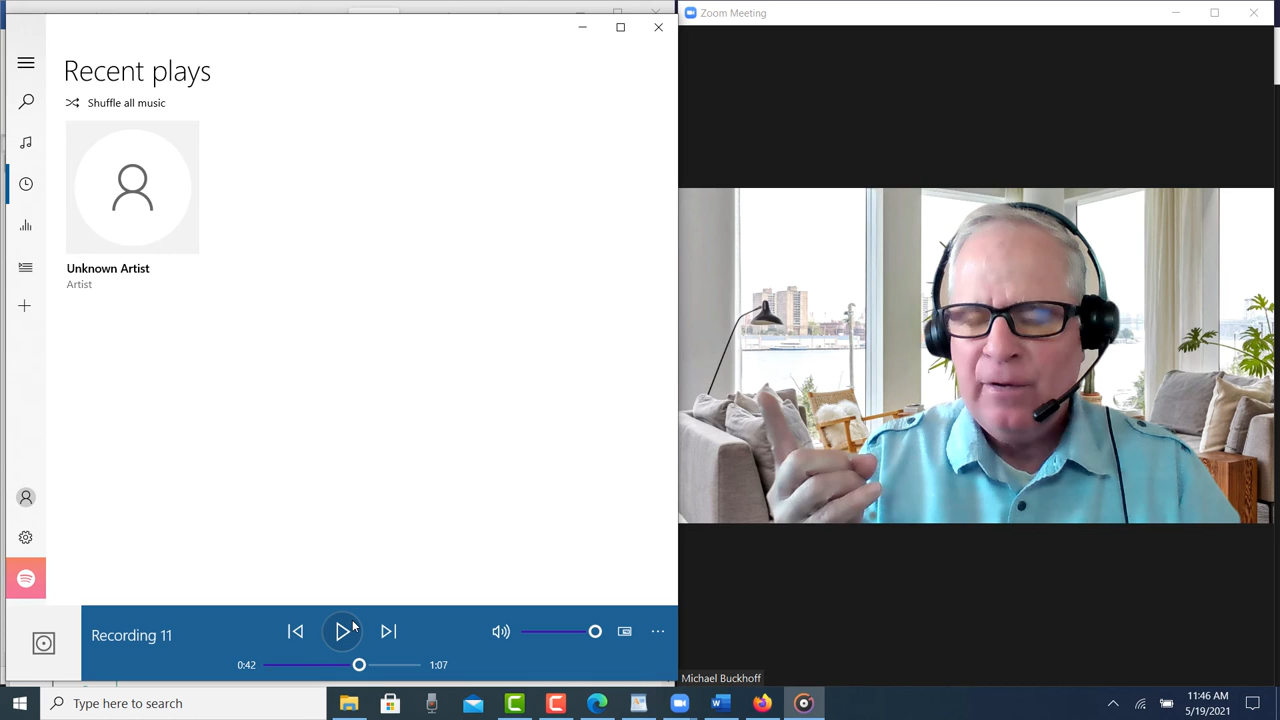 Zoom Meeting
Recent plays
Shuffle all music
Unknown Artist
Artist
Recording 11
0:42
1:07
Michael Buckhoff
Type here to search
11:46 AM
5/19/2021